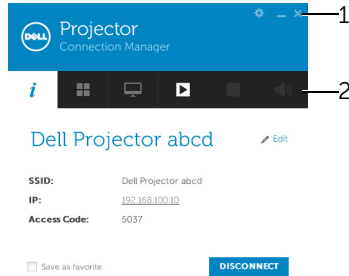 DELL
Projector
Connection Manager
1
i
2
Dell Projector abcd
Edit
SSID: Dell Projector abcd
IP: 192.168.100.10
Access Code: 5037
Save as favorite
DISCONNECT